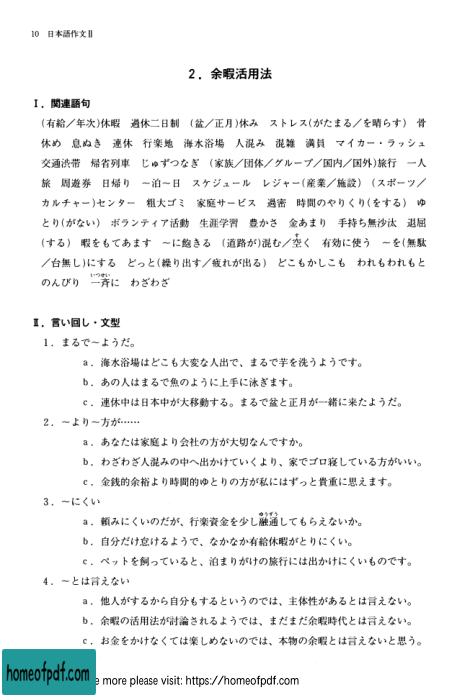 10 日本語作文Ⅱ
2．余暇活用法
Ⅰ．関連語句
(有給／年次)休暇 週休二日制 (盆／正月)休み ストレス(がたまる／を晴らす) 骨
休め 息ぬき 連休 行楽地 海水浴場 人混み 混雑 満員 マイカー・ラッシュ
交通渋帯 帰省列車 じゅずつなぎ (家族／団体／グループ／国内／国外)旅行 一人
旅 周遊券 日帰り 〜泊〜日 スケジュール レジャー(産業／施設) (スポーツ／
カルチャー)センター 粗大ゴミ 家庭サービス 過密 時間のやりくり(をする) ゆ
とり(がない) ボランティア活動 生涯学習 豊かさ 金あまり 手持ち無沙汰 退屈
(する) 暇をもてあます 〜に飽きる (道路が)混む／空く 有効に使う 〜を(無駄
／台無し)にする どっと(繰り出す／疲れが出る) どこもかしこも われもわれもと
のんびり 一斉に わざわざ
Ⅱ．言い回し・文型
1．まるで〜ようだ。
a．海水浴場はどこも大変な人出で、まるで芋を洗うようです。
b．あの人はまるで魚のように上手に泳ぎます。
c．連休中は日本中が大移動する。まるで盆と正月が一緒に来たようだ。
2．〜より〜方が……
a．あなたは家庭より会社の方が大切なんですか。
b．わざわざ人混みの中へ出かけていくより、家でゴロ寝している方がいい。
c．金銭的余裕より時間的ゆとりの方が私にはずっと貴重に思えます。
3．〜にくい
a．頼みにくいのだが、行楽資金を少し融通してもらえないか。
b．自分だけ怠けるようで、なかなか有給休暇がとりにくい。
c．ペットを飼っていると、泊まりがけの旅行には出かけにくいものです。
4．〜とは言えない
a．他人がするから自分もするというのでは、主体性があるとは言えない。
b．余暇の活用法が討論されるようでは、まだまだ余暇時代とは言えない。
c．お金をかけなくては楽しめないのでは、本物の余暇とは言えないと思う。
homeofpdf.com
e more please visit: https://homeofpdf.com